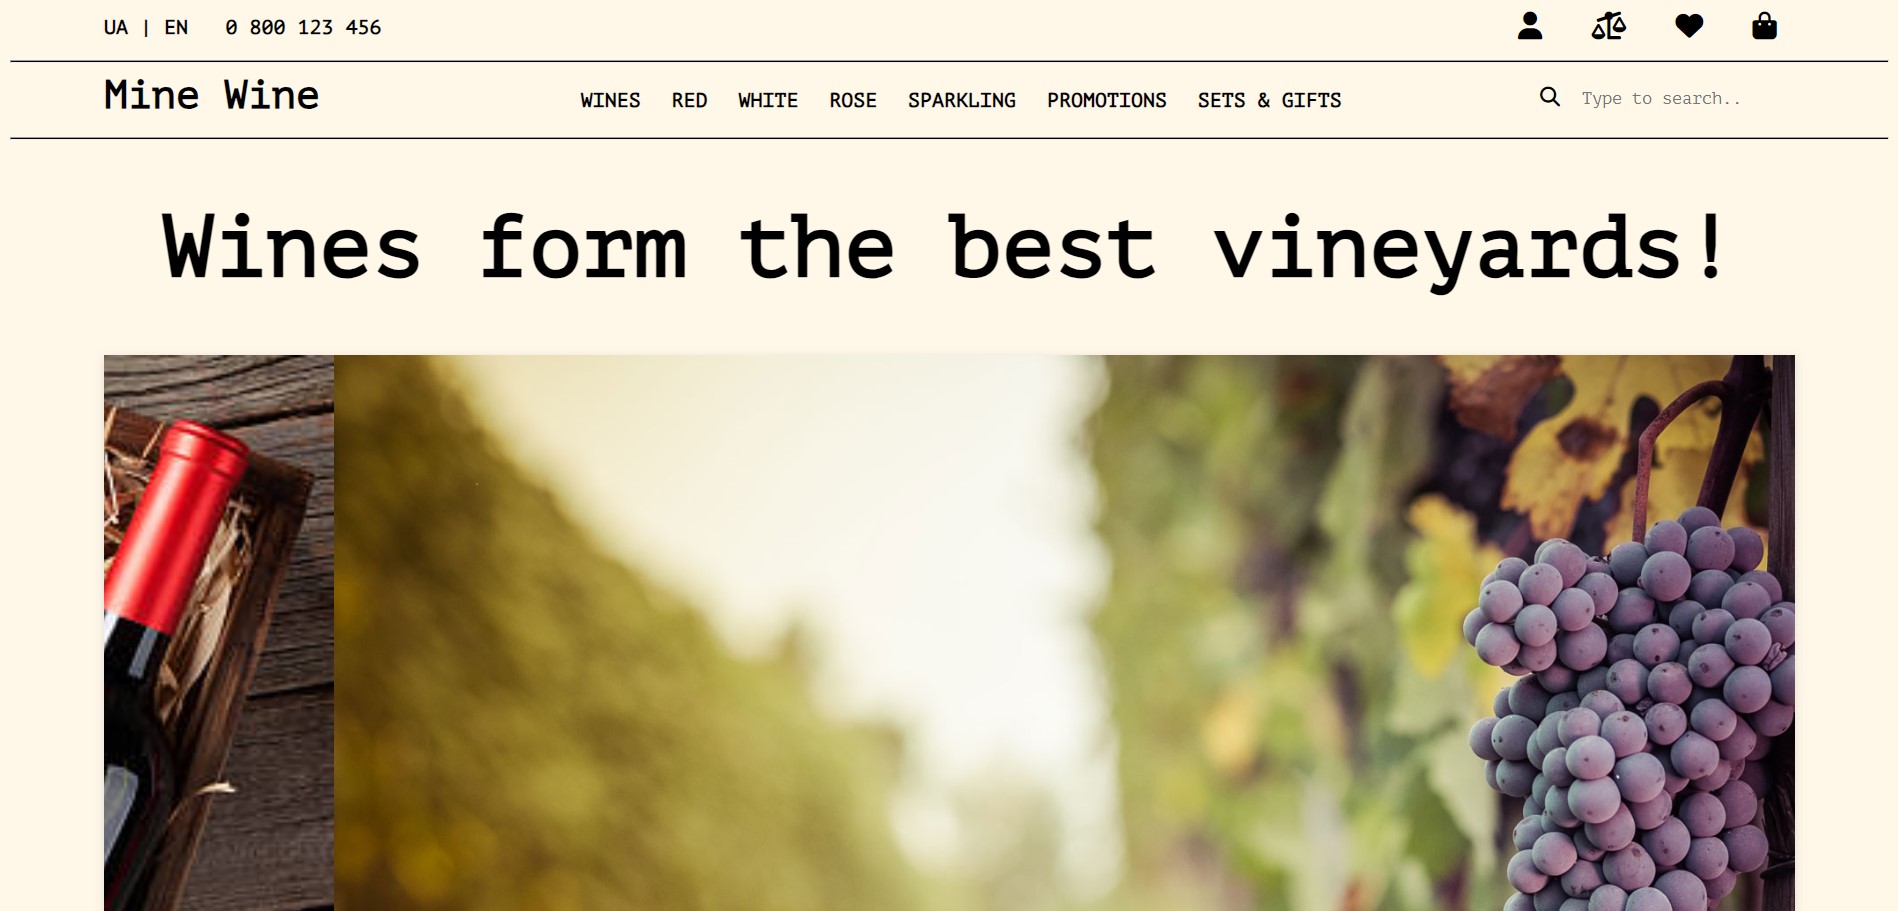 UA | EN 0 800 123 456
Mine Wine
WINES RED WHITE ROSE SPARKLING PROMOTIONS SETS & GIFTS
Type to search..
Wines form the best vineyards!